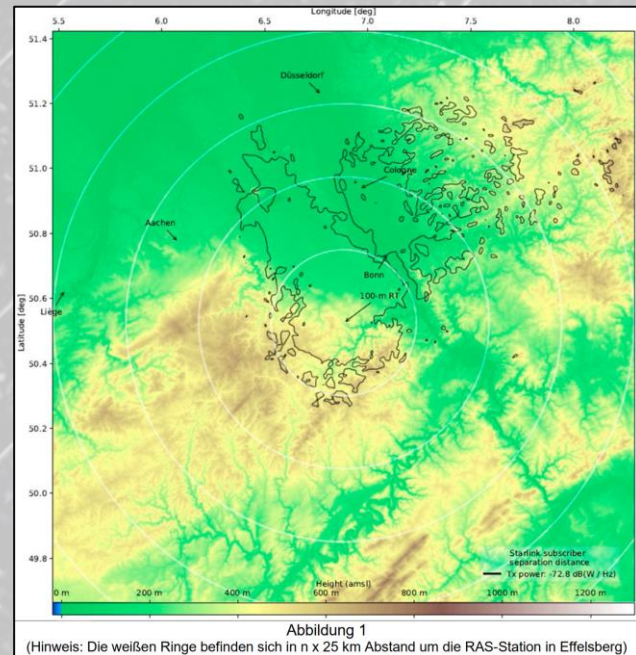 Longitude [deg]
5.5 6.0 6.5 7.0 7.5 8.0
51.4
51.2
51.0
50.8
50.6
50.4
50.2
50.0
49.8
Latitude [deg]
Düsseldorf
Cologne
Aachen
Bonn
100-m RT
Liège
Starlink subscriber
separation distance
Tx power: -72.8 dB(W / Hz)
Height (amsl)
0 m 200 m 400 m 600 m 800 m 1000 m 1200 m
Abbildung 1
(Hinweis: Die weißen Ringe befinden sich in n x 25 km Abstand um die RAS-Station in Effelsberg)